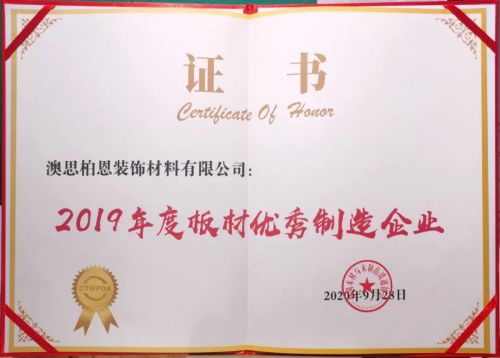 证书
Certificate Of Honor
澳思柏恩装饰材料有限公司：
2019年度板材优秀制造企业
CTWPDA
2020年9月28日